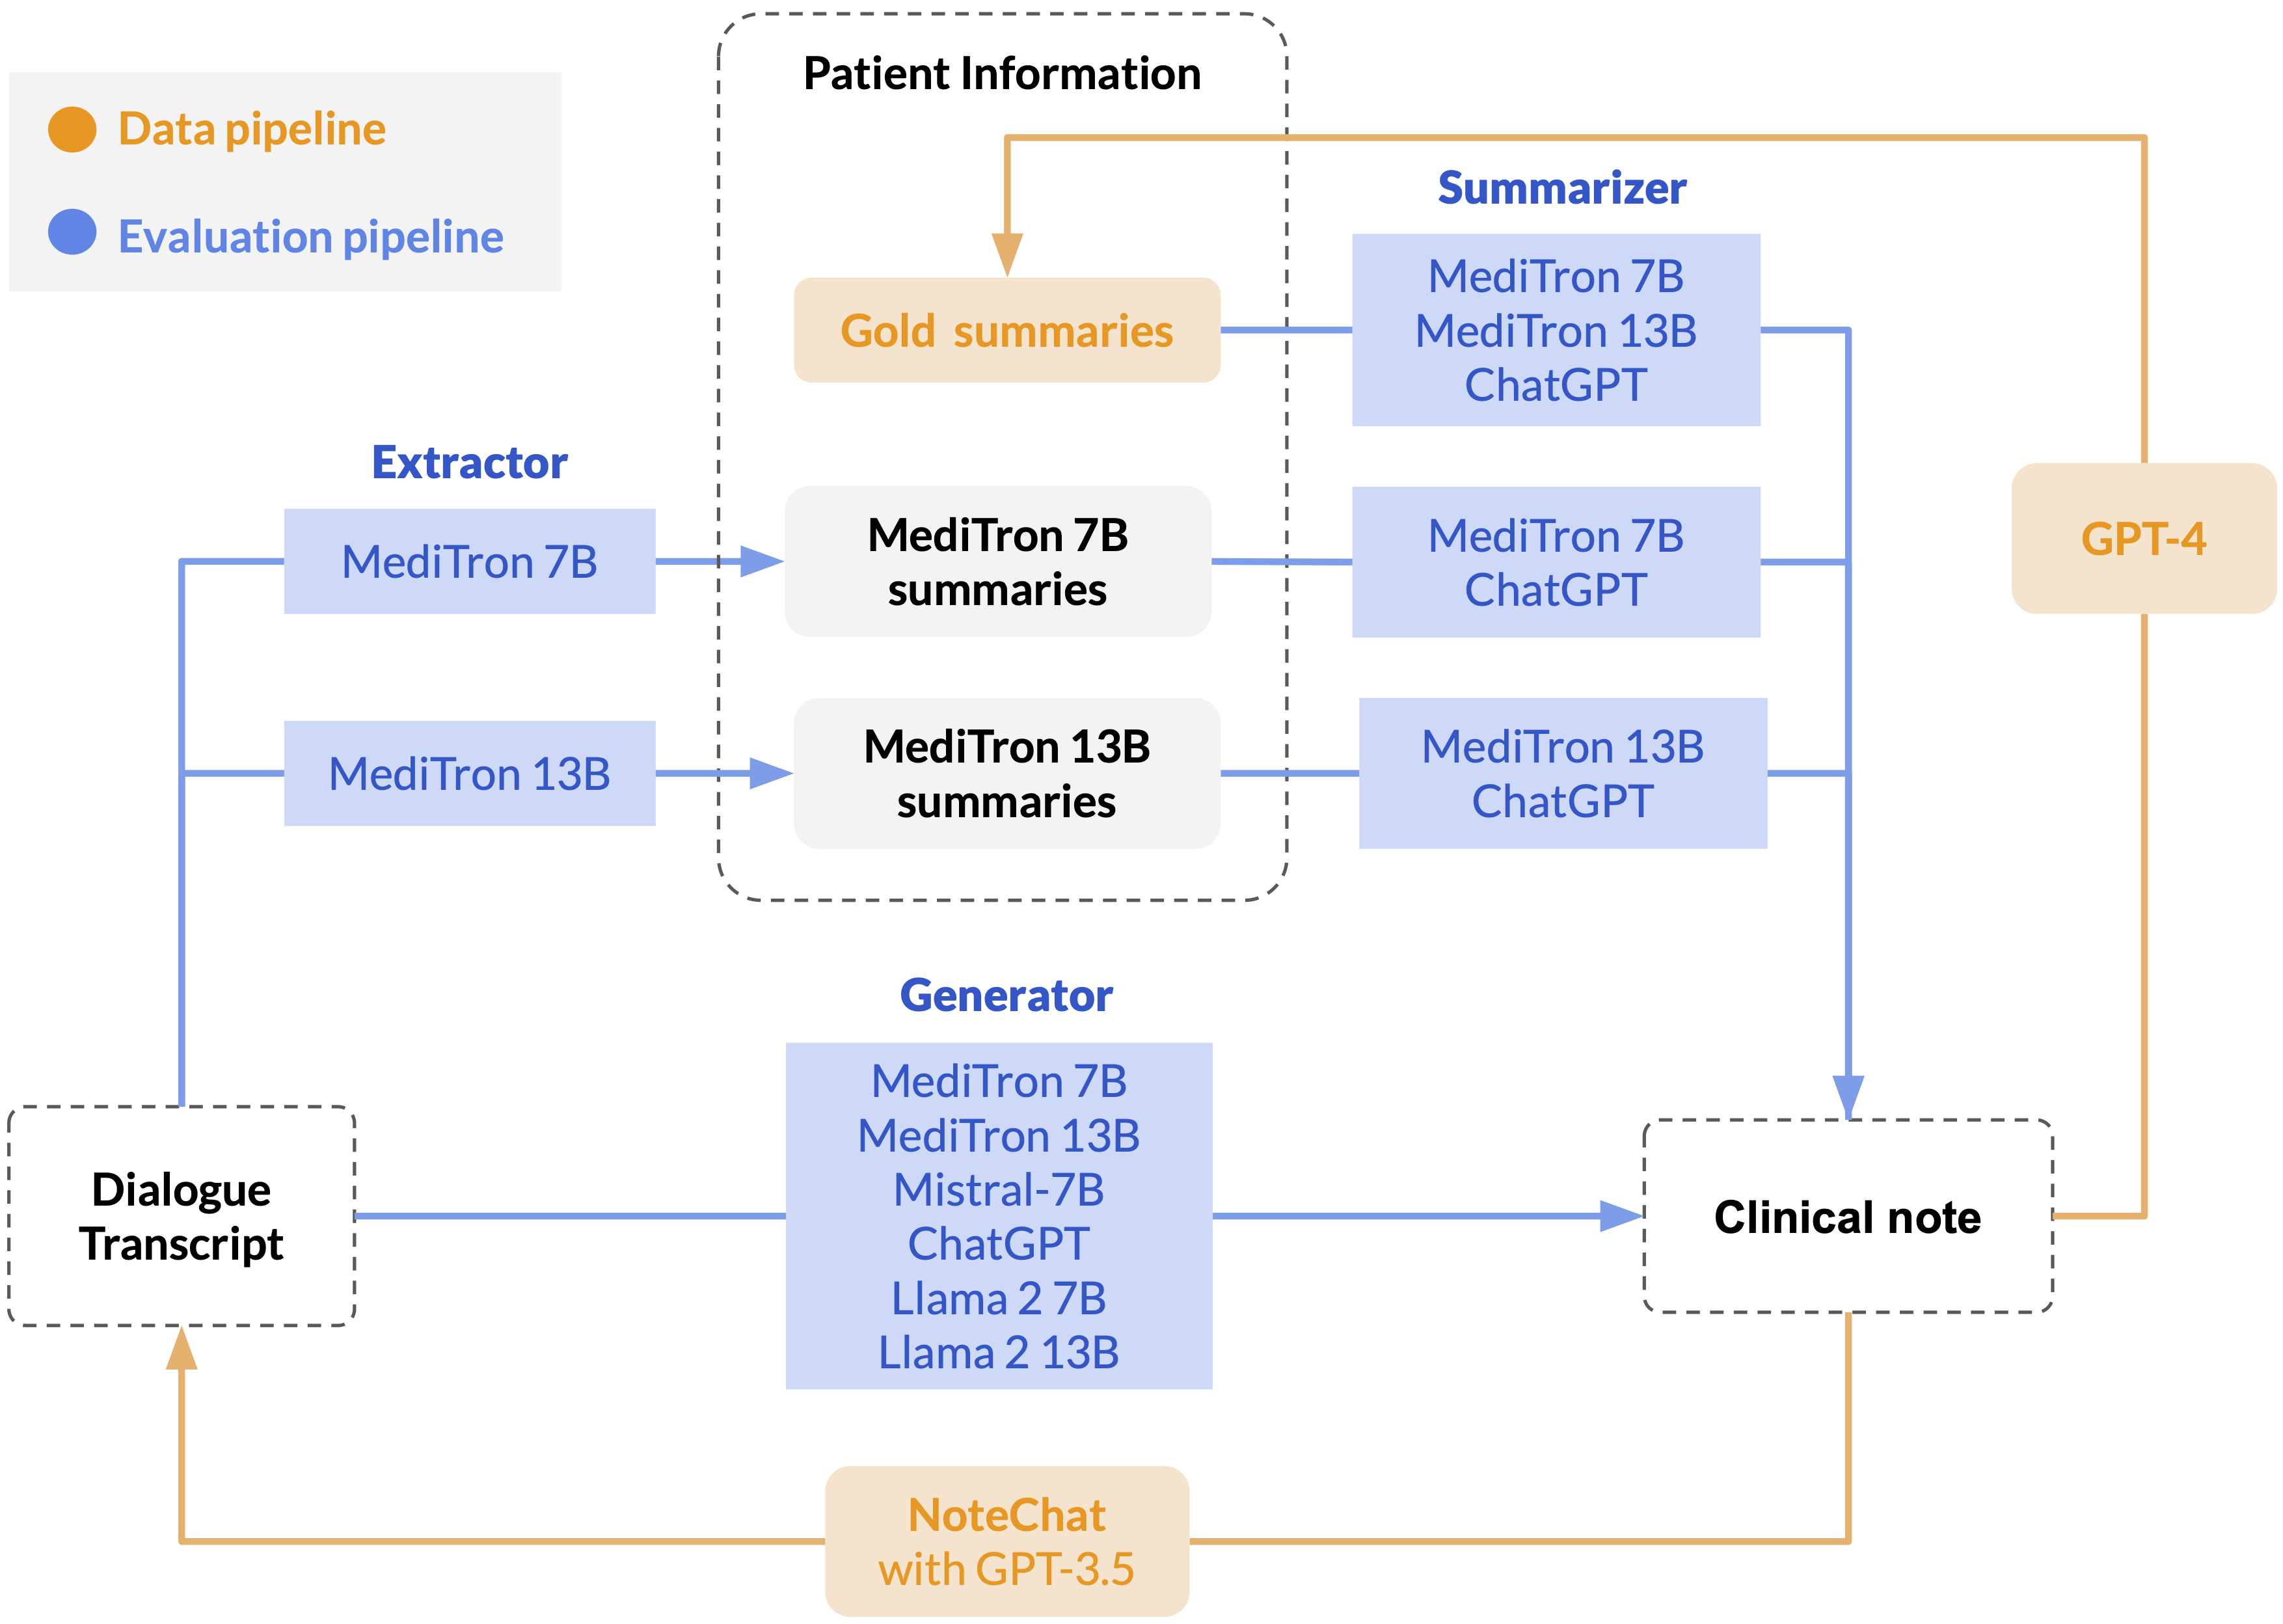 Data pipeline
Evaluation pipeline
Patient Information
Summarizer
Gold summaries
MediTron 7B
MediTron 13B
ChatGPT
Extractor
MediTron 7B
MediTron 7B
summaries
MediTron 7B
ChatGPT
GPT-4
MediTron 13B
MediTron 13B
summaries
MediTron 13B
ChatGPT
Generator
MediTron 7B
MediTron 13B
Mistral-7B
ChatGPT
Llama 2 7B
Llama 2 13B
Dialogue
Transcript
Clinical note
NoteChat
with GPT-3.5